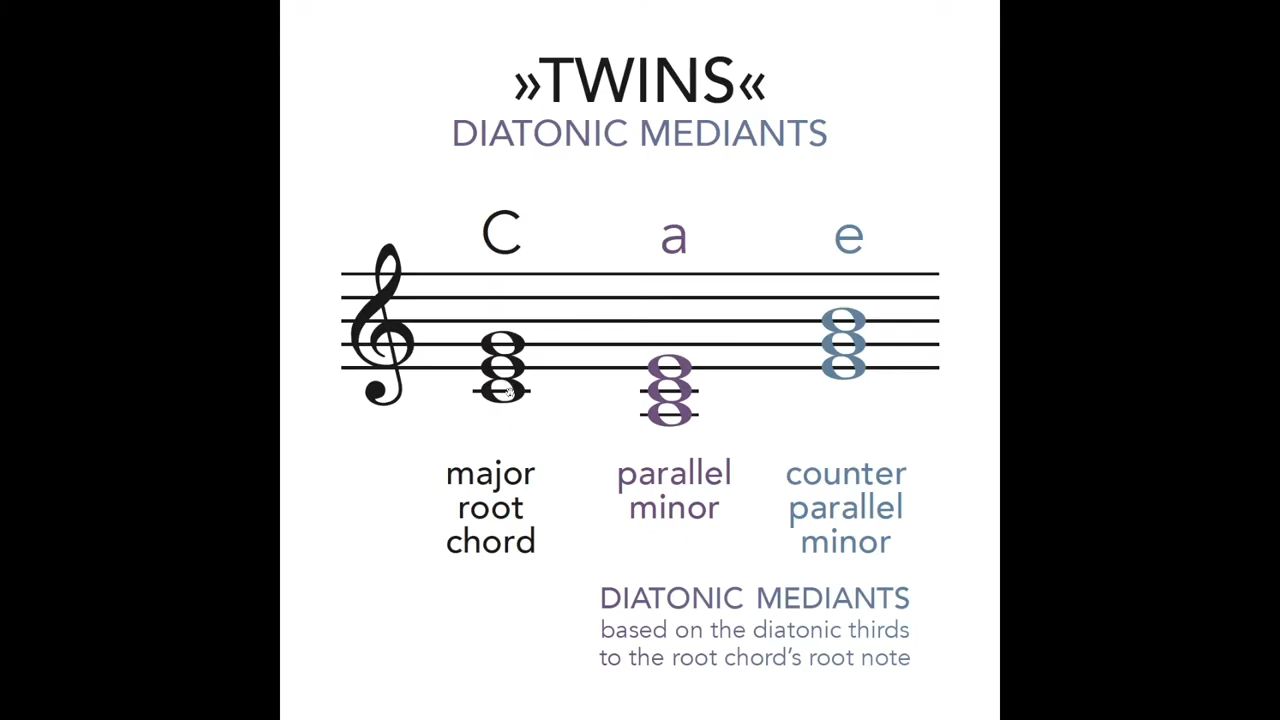 »TWINS«
DIATONIC MEDIANTS
C a e
major parallel counter
root minor parallel
chord minor
DIATONIC MEDIANTS
based on the diatonic thirds
to the root chord’s root note